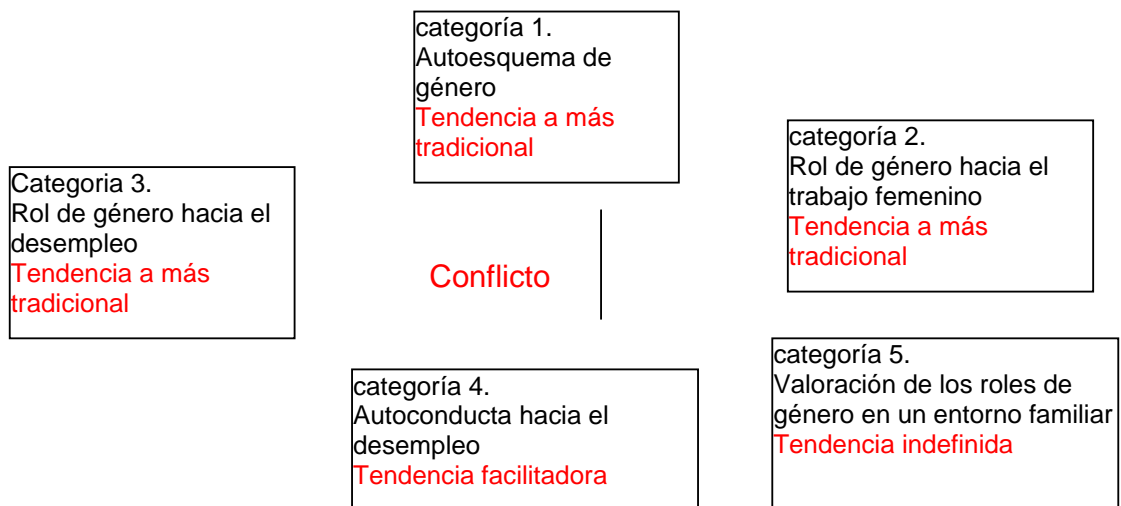 categoría 1.
Autoesquema de
género
Tendencia a más
tradicional
categoría 2.
Rol de género hacia el
trabajo femenino
Tendencia a más
tradicional
Categoria 3.
Rol de género hacia el
desempleo
Tendencia a más
tradicional
Conflicto
categoría 4.
Autoconducta hacia el
desempleo
Tendencia facilitadora
categoría 5.
Valoración de los roles de
género en un entorno familiar
Tendencia indefinida